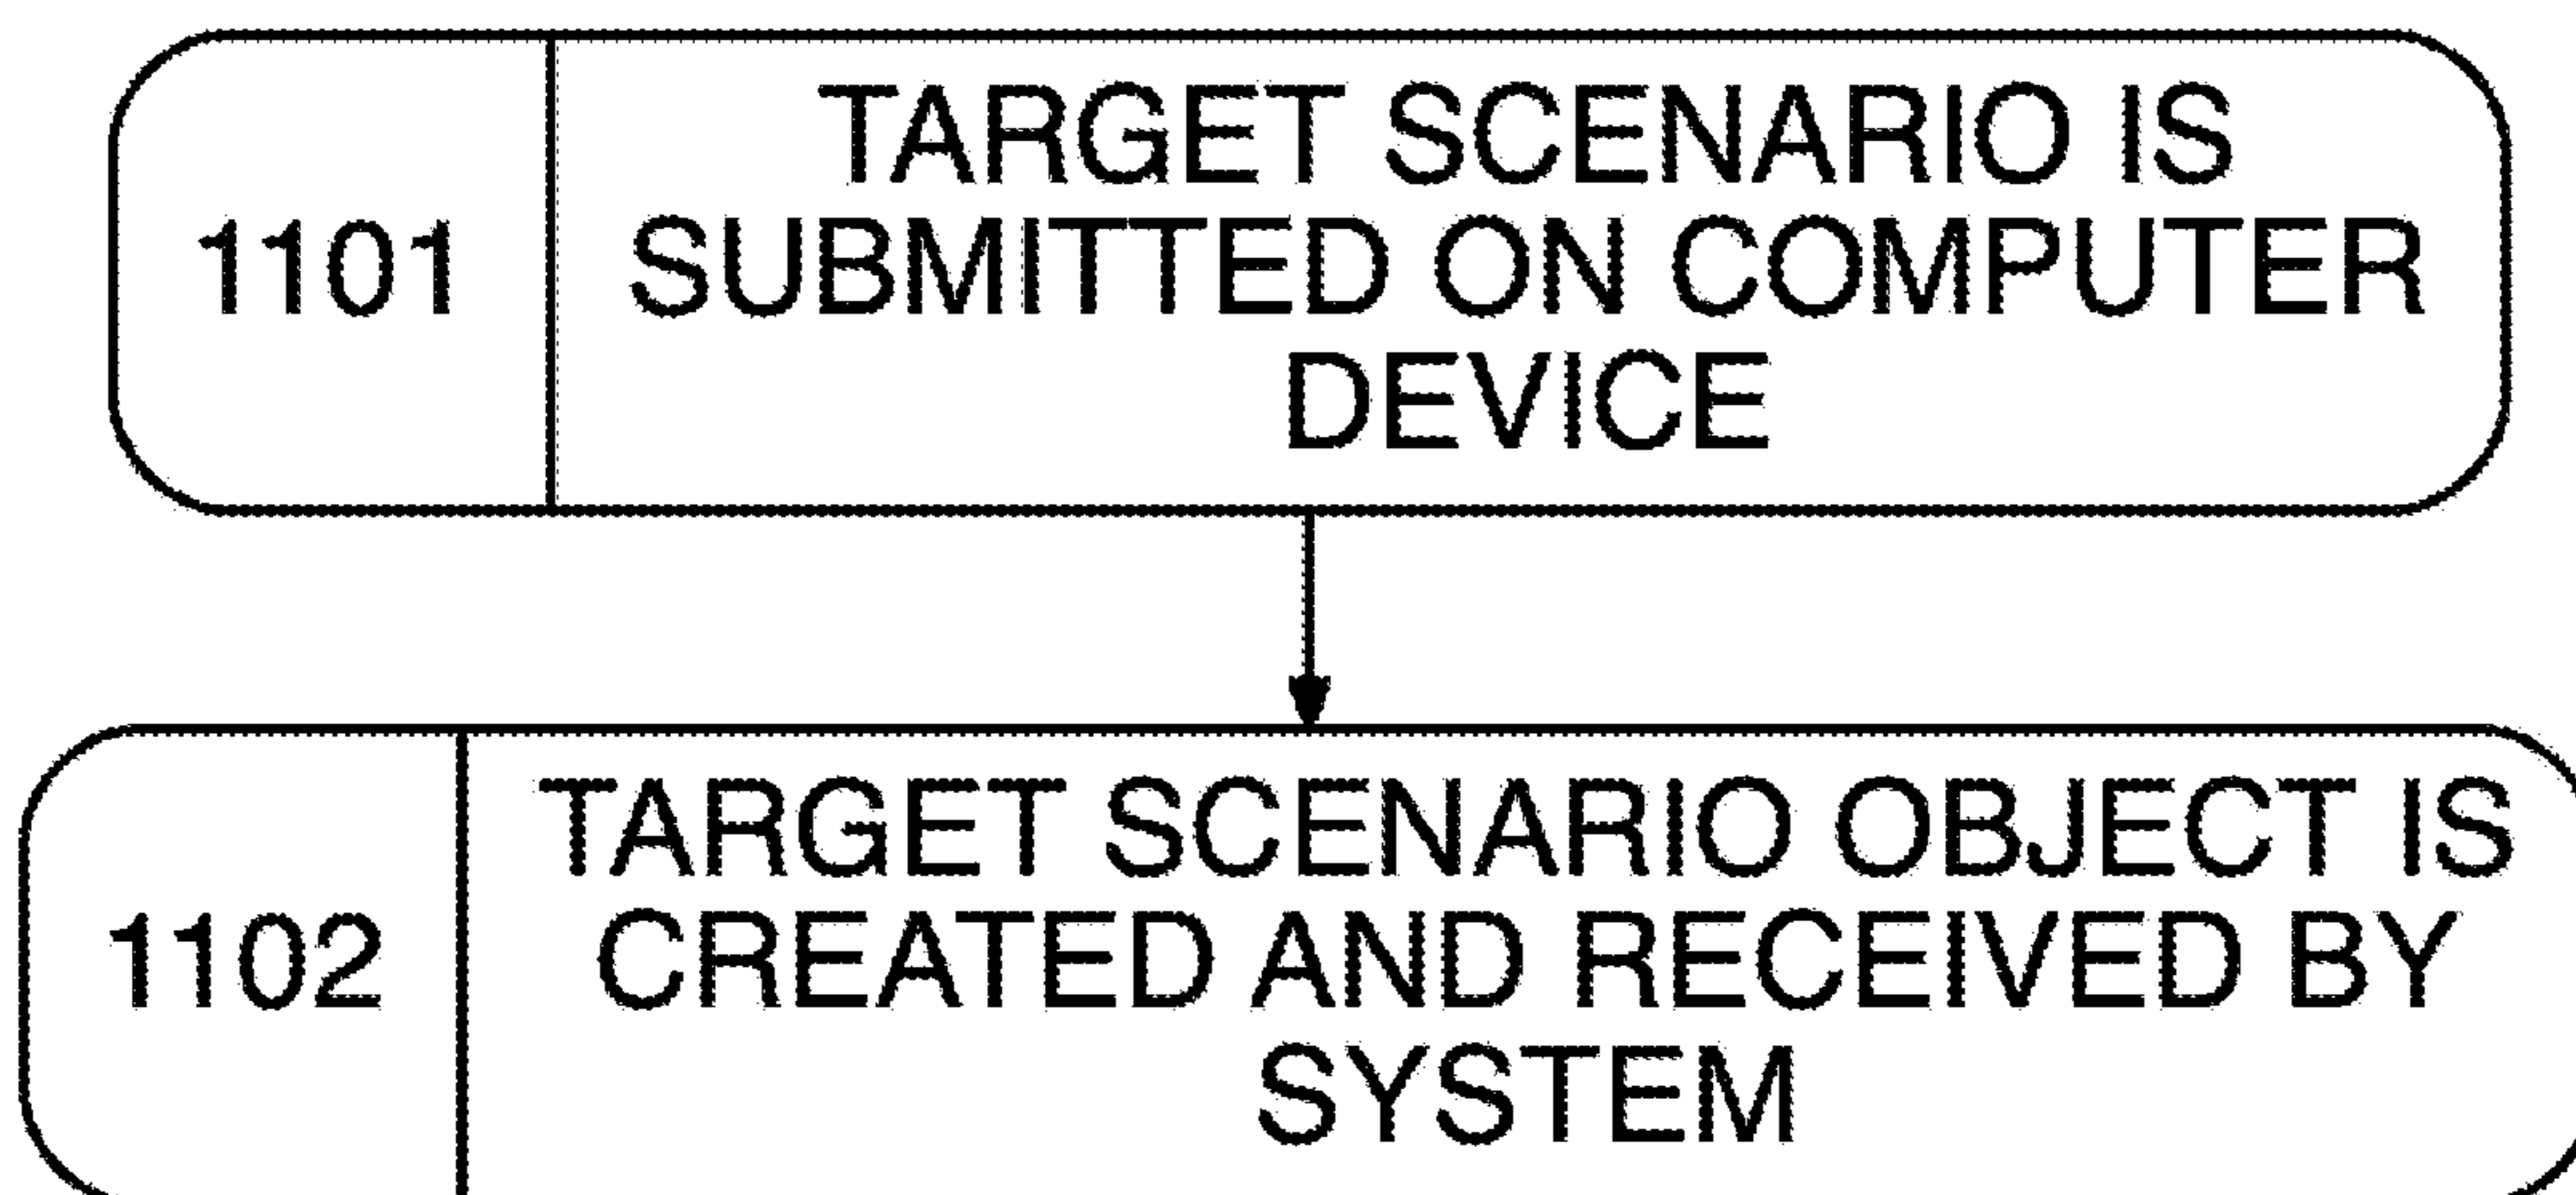 1101
TARGET SCENARIO IS
SUBMITTED ON COMPUTER
DEVICE
1102
TARGET SCENARIO OBJECT IS
CREATED AND RECEIVED BY
SYSTEM